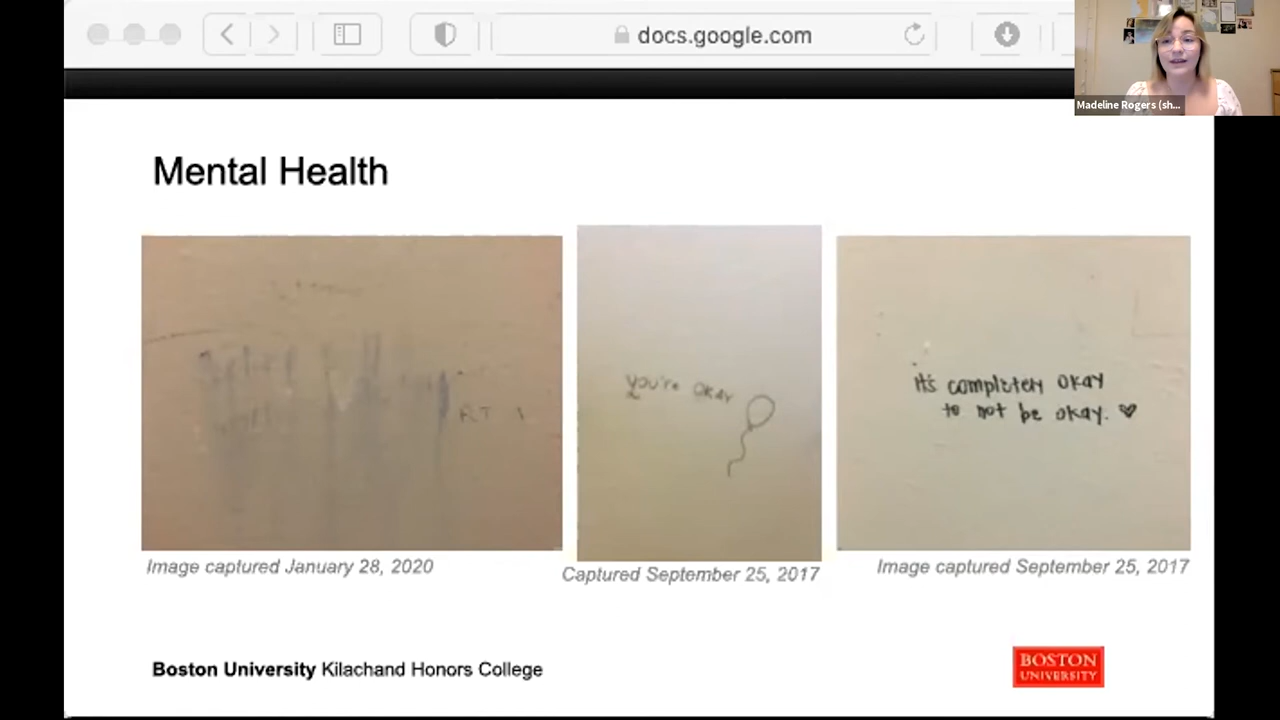 docs.google.com
Madeline Rogers (sh...
Mental Health
RT
you're okay
it's completely okay
to not be okay.
Image captured January 28, 2020
Captured September 25, 2017
Image captured September 25, 2017
Boston University Kilachand Honors College
BOSTON
UNIVERSITY